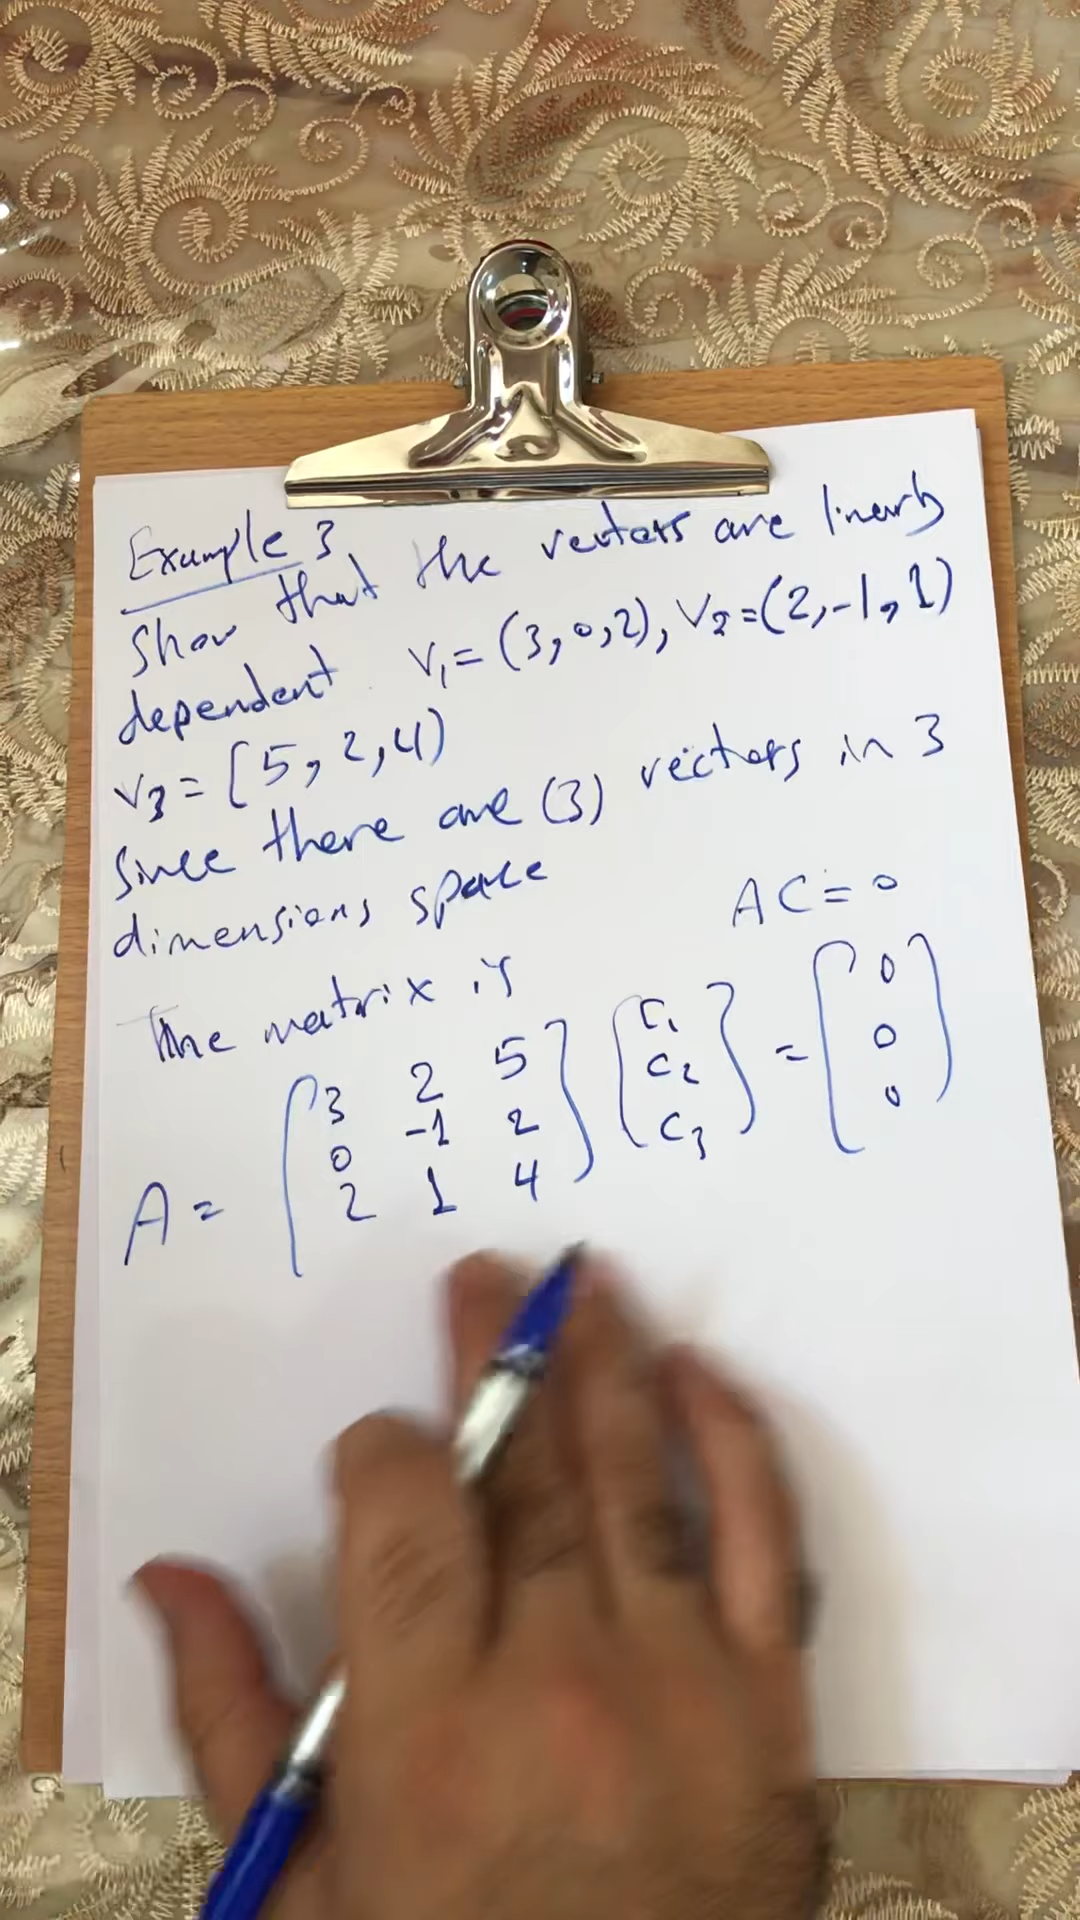 Example 3
Show that the vectors are linearly
dependent. V₁ = (3, 0, 2), V₂ = (2, -1, 1)
V₃ = [5, 2, 4)
Since there are (3) vectors in 3
dimensions space
The matrix is AC = 0
A = [3 2 5] [C₁] = [0]
[0 -1 2] [C₂] [0]
[2 1 4] [C₃] [0]